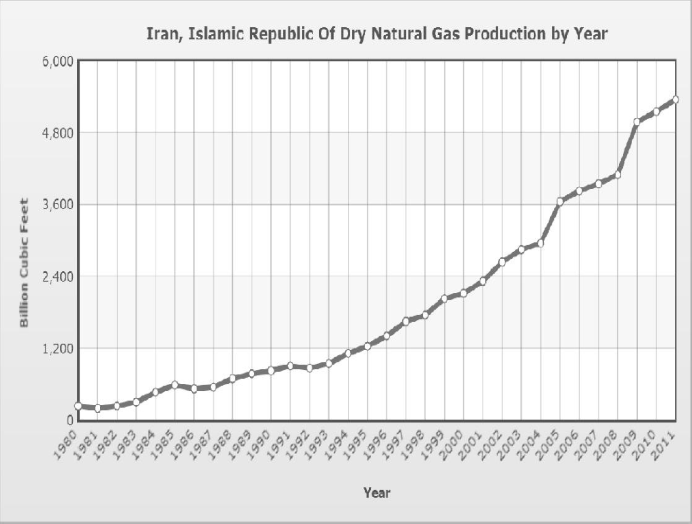 Iran, Islamic Republic Of Dry Natural Gas Production by Year
6,000
4,800
3,600
2,400
1,200
0
Billion Cubic Feet
1980 1981 1982 1983 1984 1985 1986 1987 1988 1989 1990 1991 1992 1993 1994 1995 1996 1997 1998 1999 2000 2001 2002 2003 2004 2005 2006 2007 2008 2009 2010 2011
Year